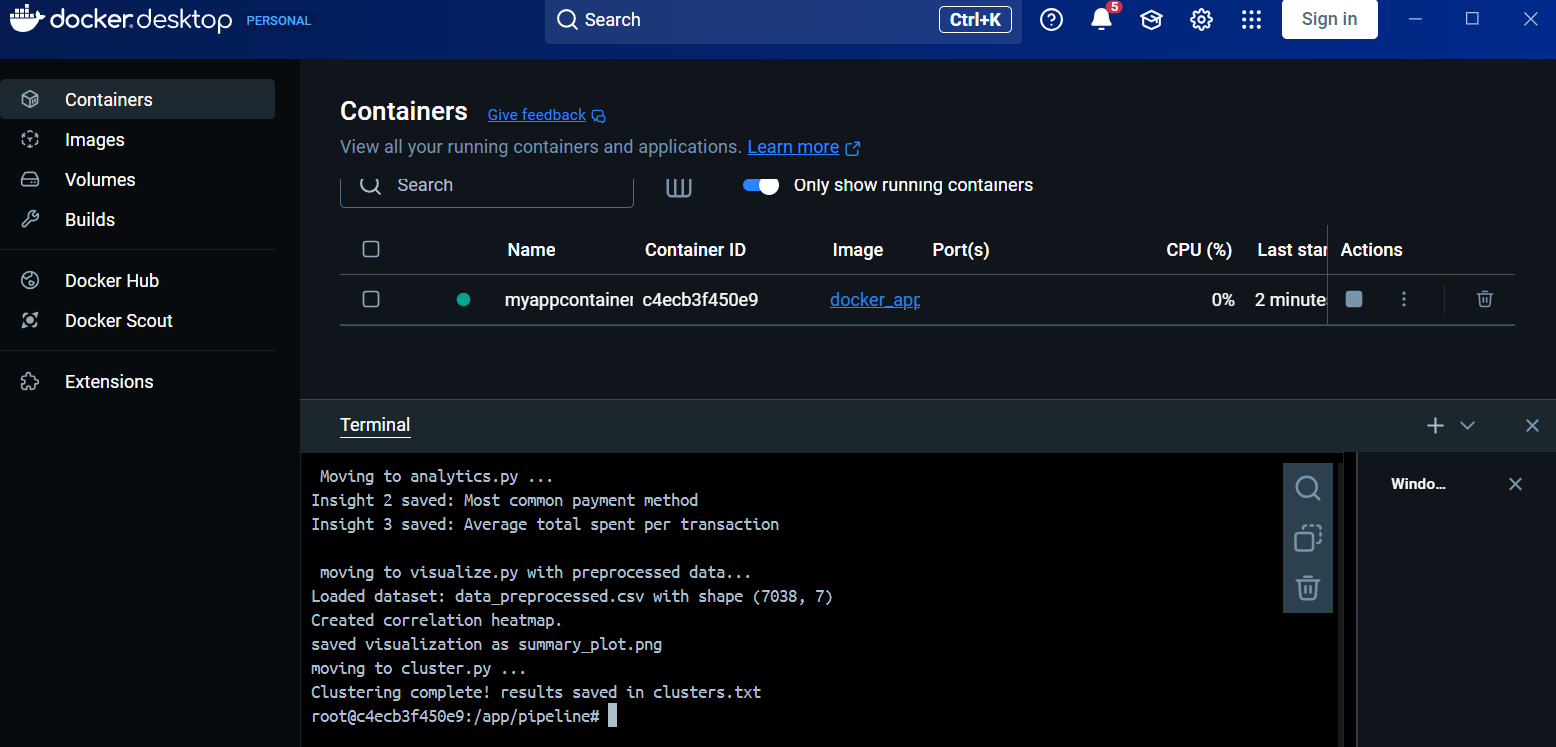 docker.desktop PERSONAL
Search
Ctrl+K
5
Sign in
Containers
Images
Volumes
Builds
Docker Hub
Docker Scout
Extensions
Containers Give feedback
View all your running containers and applications. Learn more
Search
Only show running containers
Name Container ID Image Port(s) CPU (%) Last star Actions
myappcontainer c4ecb3f450e9 docker_app 0% 2 minute
Terminal
Windo...
Moving to analytics.py ...
Insight 2 saved: Most common payment method
Insight 3 saved: Average total spent per transaction
moving to visualize.py with preprocessed data...
Loaded dataset: data_preprocessed.csv with shape (7038, 7)
Created correlation heatmap.
saved visualization as summary_plot.png
moving to cluster.py ...
Clustering complete! results saved in clusters.txt
root@c4ecb3f450e9:/app/pipeline#